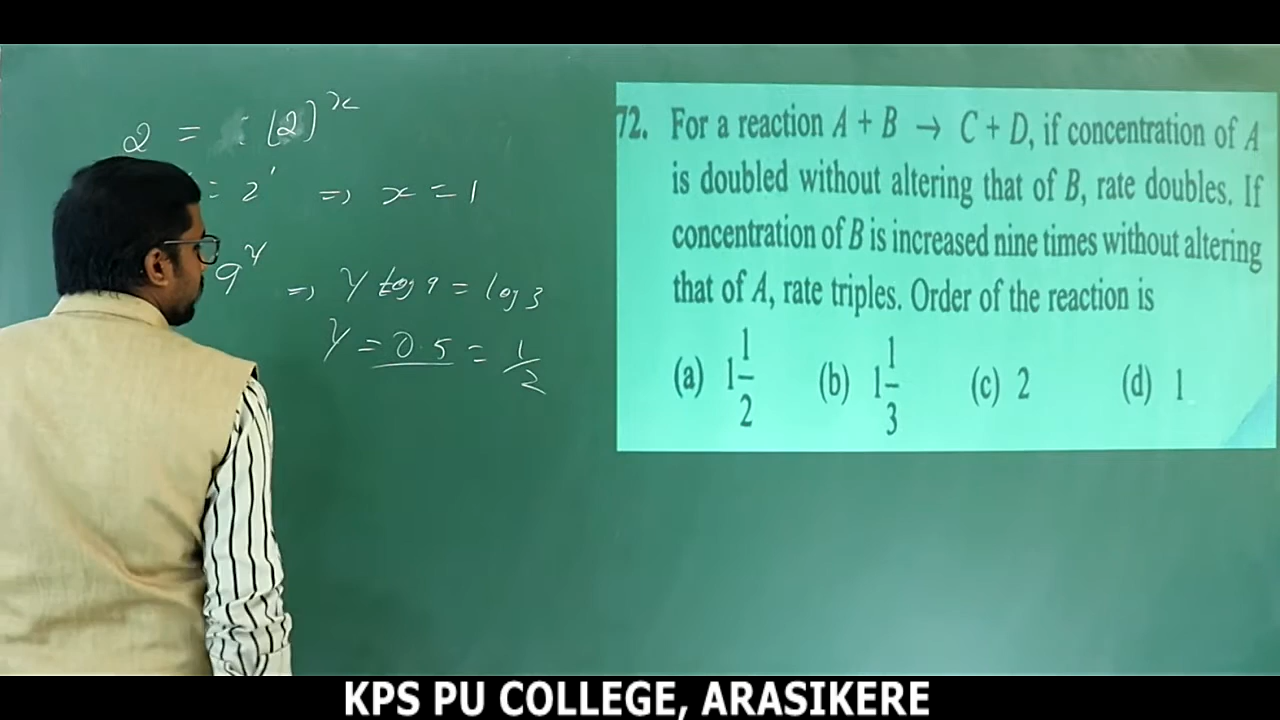 2 = (2)^x
= 2^1 => x = 1
9^y => y log 9 = log 3
y = 0.5 = 1/2
72. For a reaction A + B → C + D, if concentration of A
is doubled without altering that of B, rate doubles. If
concentration of B is increased nine times without altering
that of A, rate triples. Order of the reaction is
(a) 1 1/2 (b) 1 1/3 (c) 2 (d) 1
KPS PU COLLEGE, ARASIKERE